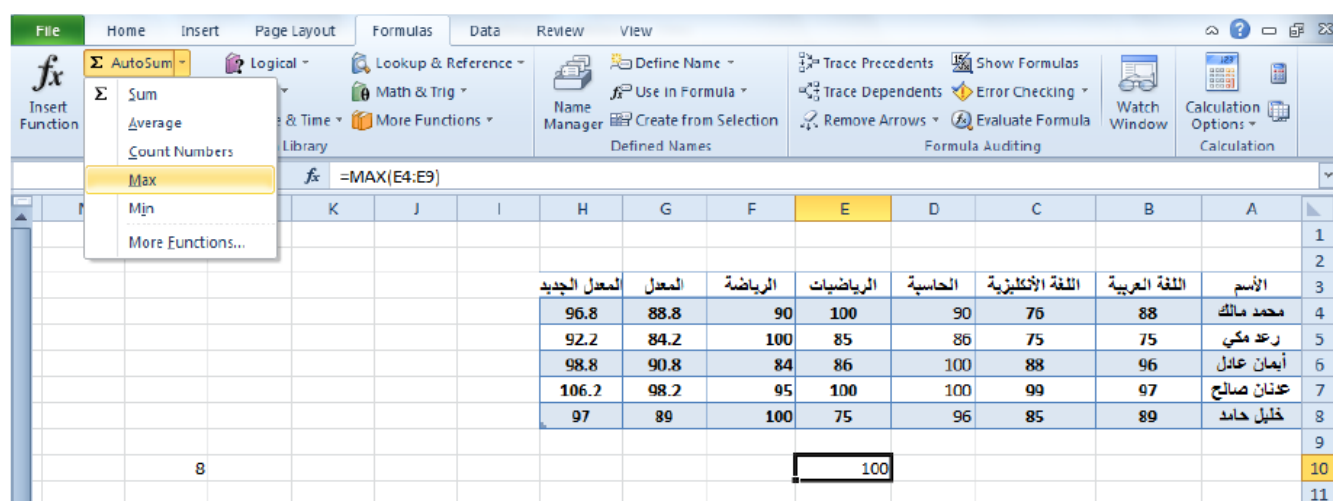 File Home Insert Page Layout Formulas Data Review View
Σ AutoSum Logical Lookup & Reference Define Name Trace Precedents Show Formulas
fx Insert Function Math & Trig Name Manager Use in Formula Trace Dependents Error Checking Watch Window Calculation Options
& Time More Functions Create from Selection Remove Arrows Evaluate Formula
Library Defined Names Formula Auditing Calculation
Σ Sum
Average
Count Numbers
Max
Min
More Functions...
fx =MAX(E4:E9)
K J I H G F E D C B A
1
2
الأسم اللغة العربية اللغة الأنكليزية الحاسبة الرياضيات الرياضة المعدل المعدل الجديد 3
محمد مالك 88 76 90 100 90 88.8 96.8 4
رعد مكي 75 75 86 85 100 84.2 92.2 5
أيمان عادل 96 88 100 86 84 90.8 98.8 6
عدنان صالح 97 99 100 100 95 98.2 106.2 7
خليل حامد 89 85 96 75 100 89 97 8
9
8 100 10
11